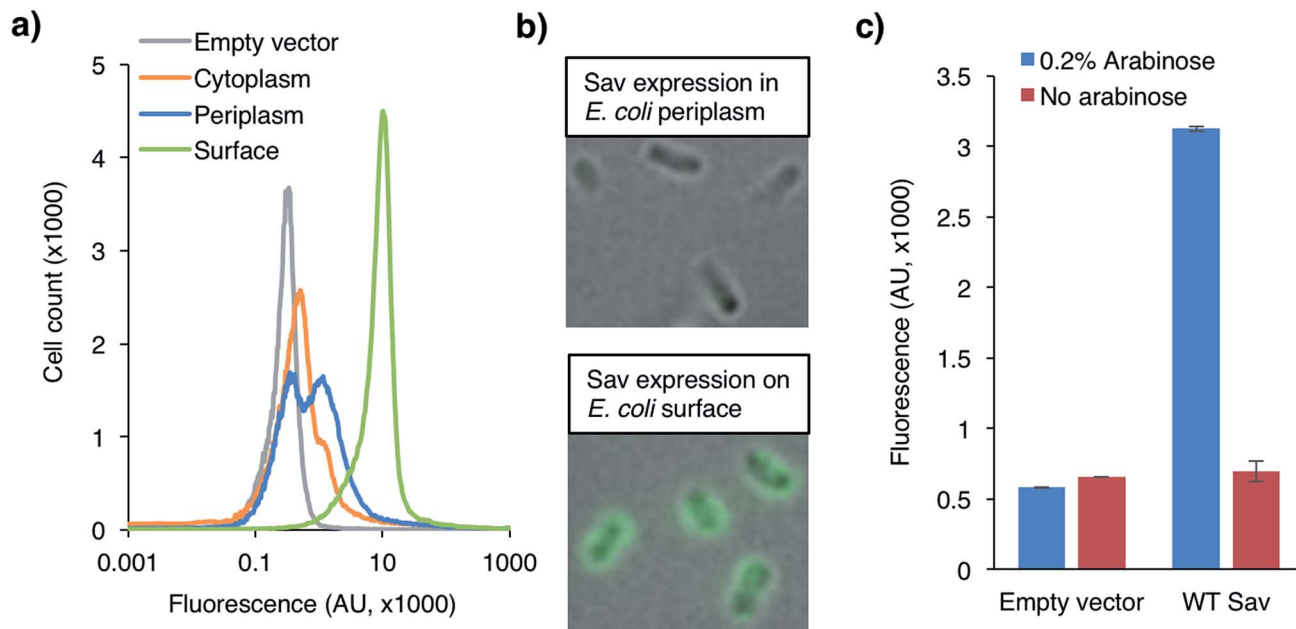 a)
Empty vector
Cytoplasm
Periplasm
Surface
5
4
3
2
1
0
Cell count (x1000)
0.001
0.1
10
1000
Fluorescence (AU, x1000)
b)
Sav expression in
E. coli periplasm
Sav expression on
E. coli surface
c)
0.2% Arabinose
No arabinose
3.5
3
2.5
2
1.5
1
0.5
0
Fluorescence (AU, x1000)
Empty vector
WT Sav